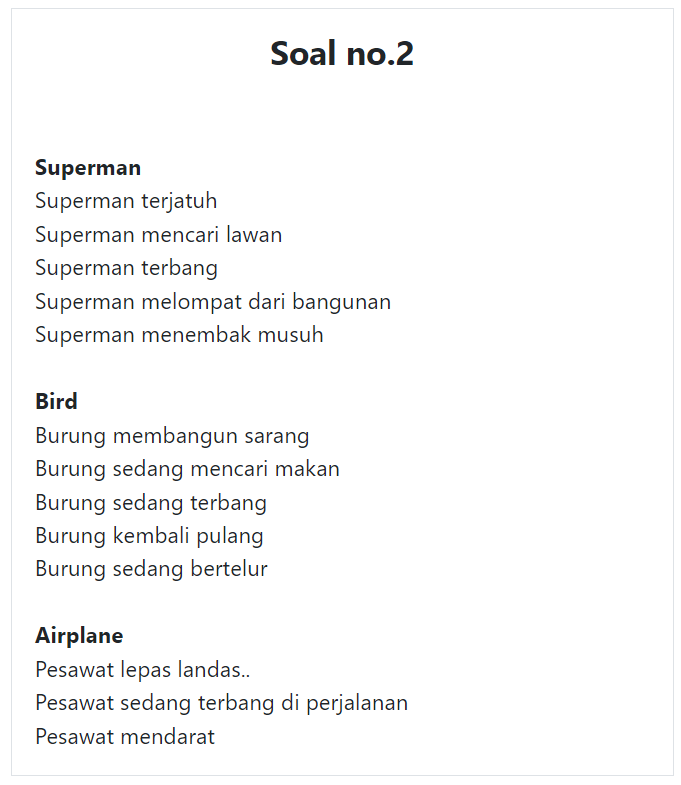 Soal no.2
Superman
Superman terjatuh
Superman mencari lawan
Superman terbang
Superman melompat dari bangunan
Superman menembak musuh
Bird
Burung membangun sarang
Burung sedang mencari makan
Burung sedang terbang
Burung kembali pulang
Burung sedang bertelur
Airplane
Pesawat lepas landas..
Pesawat sedang terbang di perjalanan
Pesawat mendarat